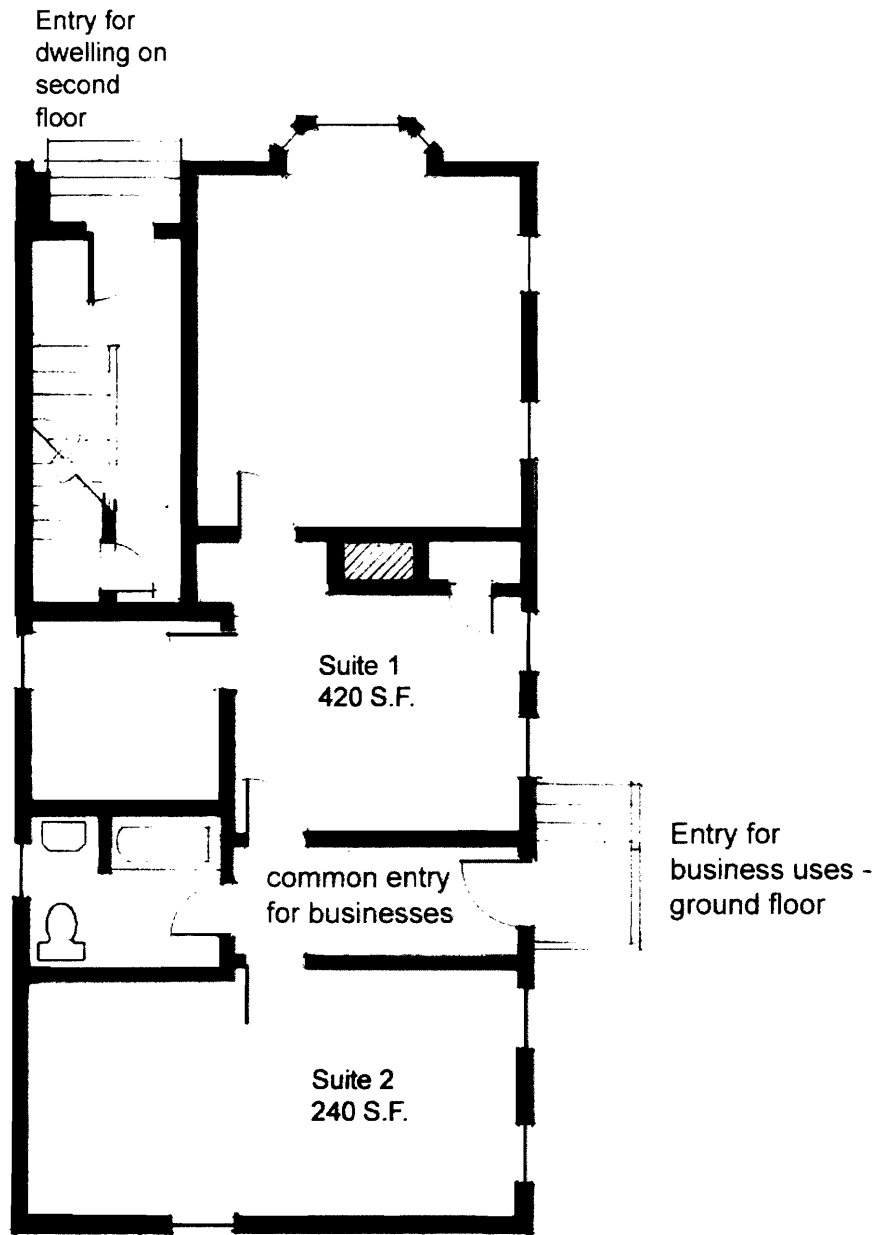 Entry for
dwelling on
second
floor
Suite 1
420 S.F.
common entry
for businesses
Entry for
business uses -
ground floor
Suite 2
240 S.F.